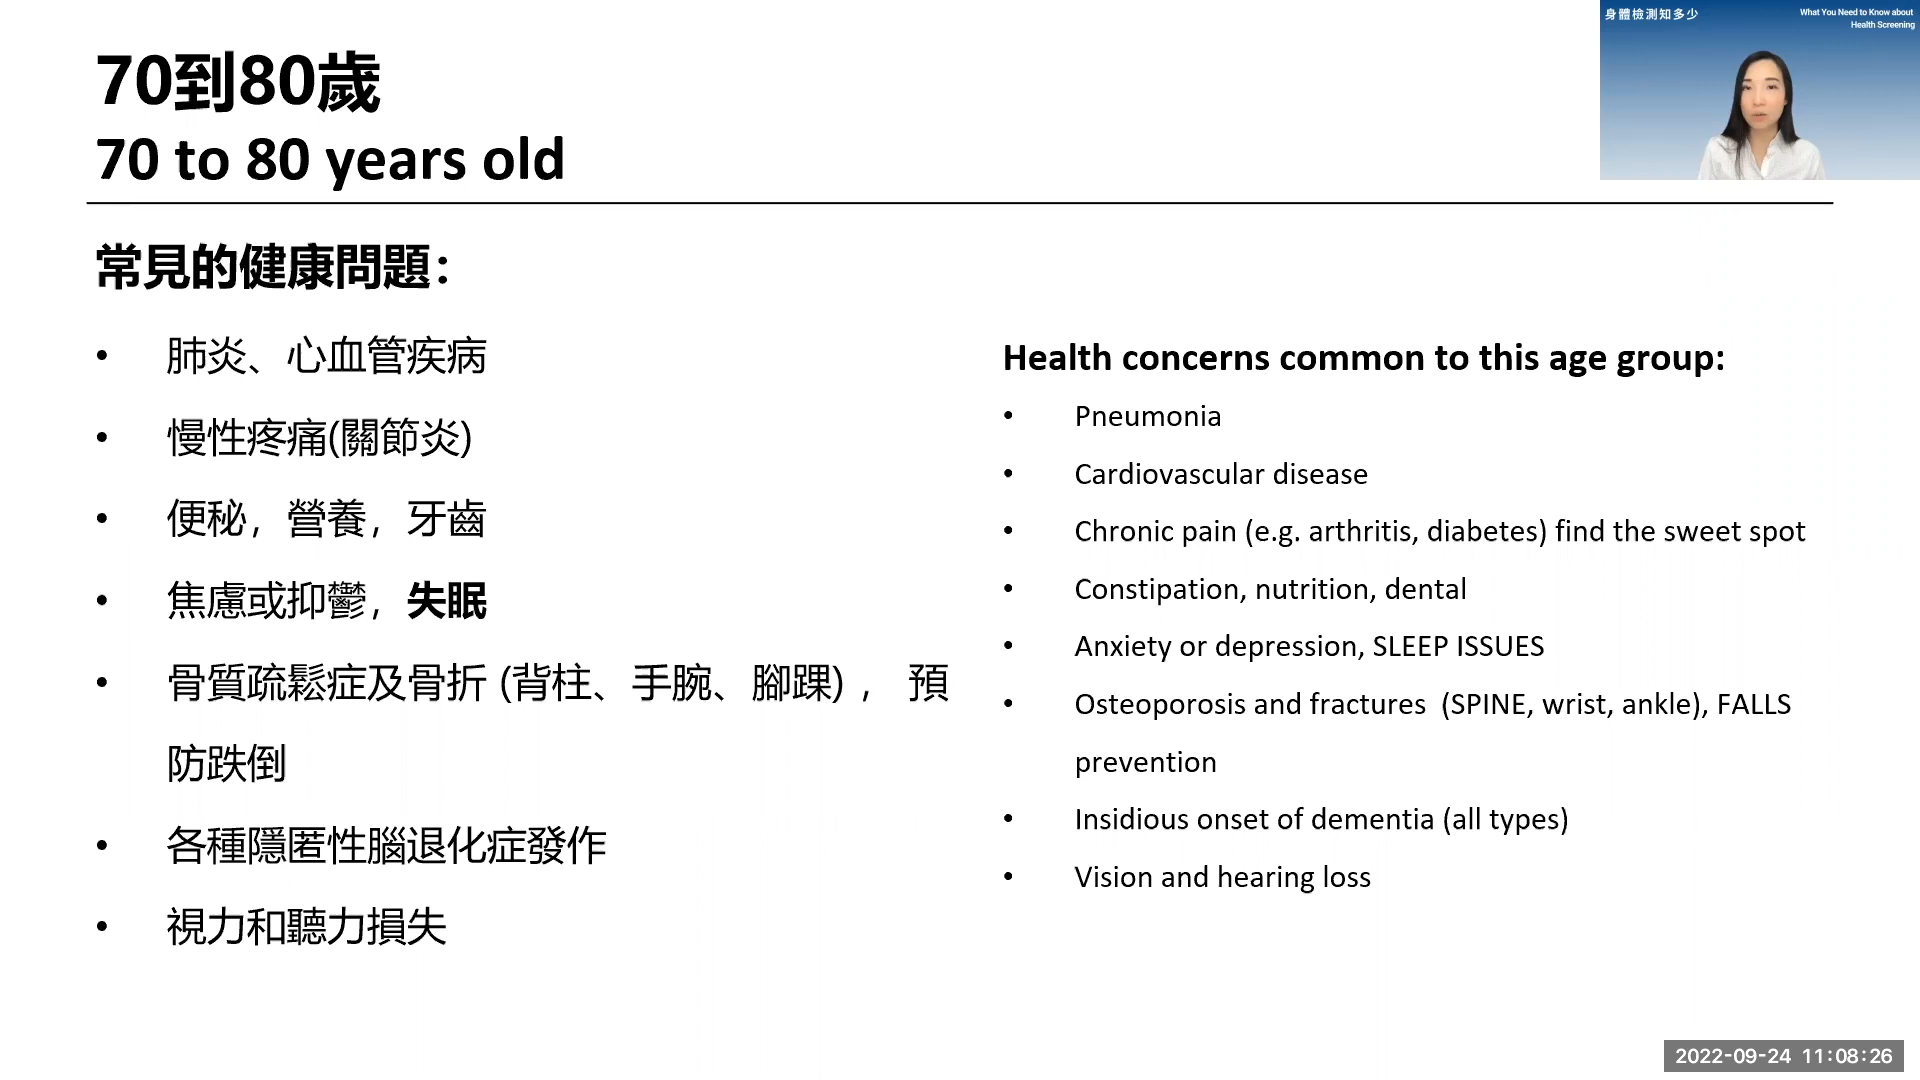 70到80歲
70 to 80 years old
身體檢測知多少
What You Need to Know about
Health Screening
常見的健康問題：
• 肺炎、心血管疾病
• 慢性疼痛(關節炎)
• 便秘，營養，牙齒
• 焦慮或抑鬱，失眠
• 骨質疏鬆症及骨折 (背柱、手腕、腳踝) ， 預
防跌倒
• 各種隱匿性腦退化症發作
• 視力和聽力損失
Health concerns common to this age group:
• Pneumonia
• Cardiovascular disease
• Chronic pain (e.g. arthritis, diabetes) find the sweet spot
• Constipation, nutrition, dental
• Anxiety or depression, SLEEP ISSUES
• Osteoporosis and fractures (SPINE, wrist, ankle), FALLS
prevention
• Insidious onset of dementia (all types)
• Vision and hearing loss
2022-09-24 11:08:26